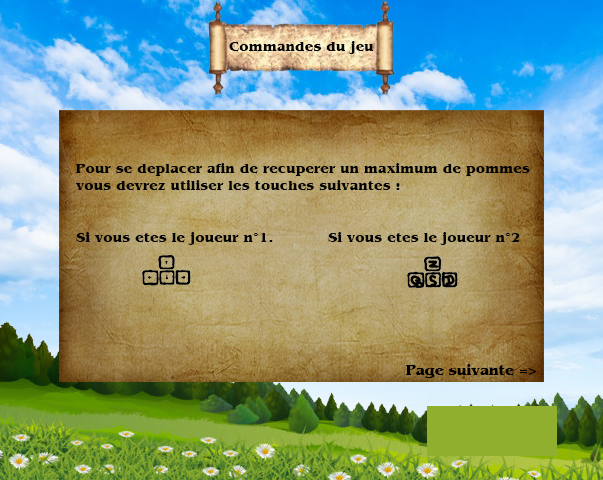 Commandes du jeu
Pour se deplacer afin de recuperer un maximum de pommes
vous devrez utiliser les touches suivantes :
Si vous etes le joueur n°1. Si vous etes le joueur n°2
Z
Q S D
Page suivante =>